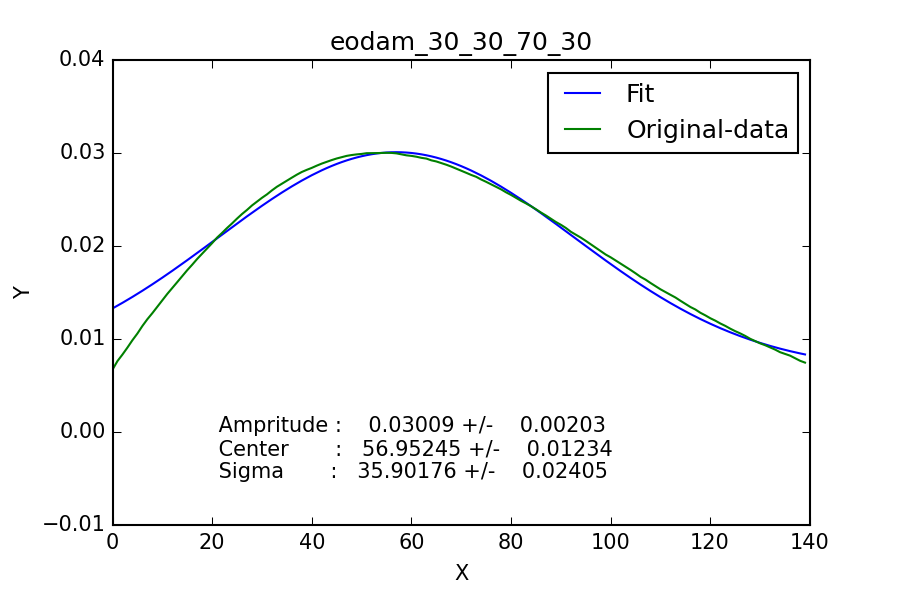 eodam_30_30_70_30
0.04
0.03
0.02
0.01
0.00
−0.01
Y
Fit
Original-data
Ampritude : 0.03009 +/- 0.00203
Center : 56.95245 +/- 0.01234
Sigma : 35.90176 +/- 0.02405
0 20 40 60 80 100 120 140
X